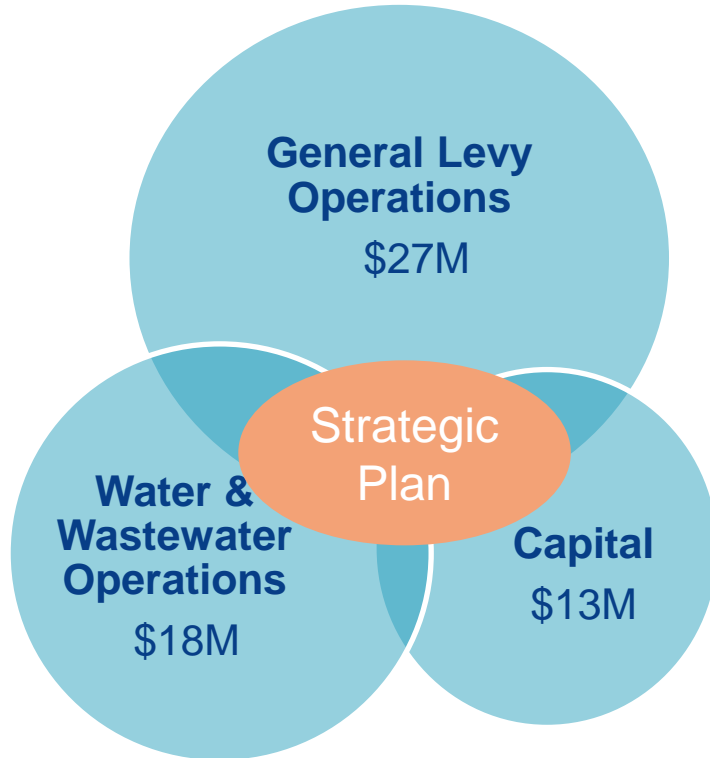 General Levy
Operations
$27M
Strategic
Plan
Water &
Wastewater
Operations
$18M
Capital
$13M